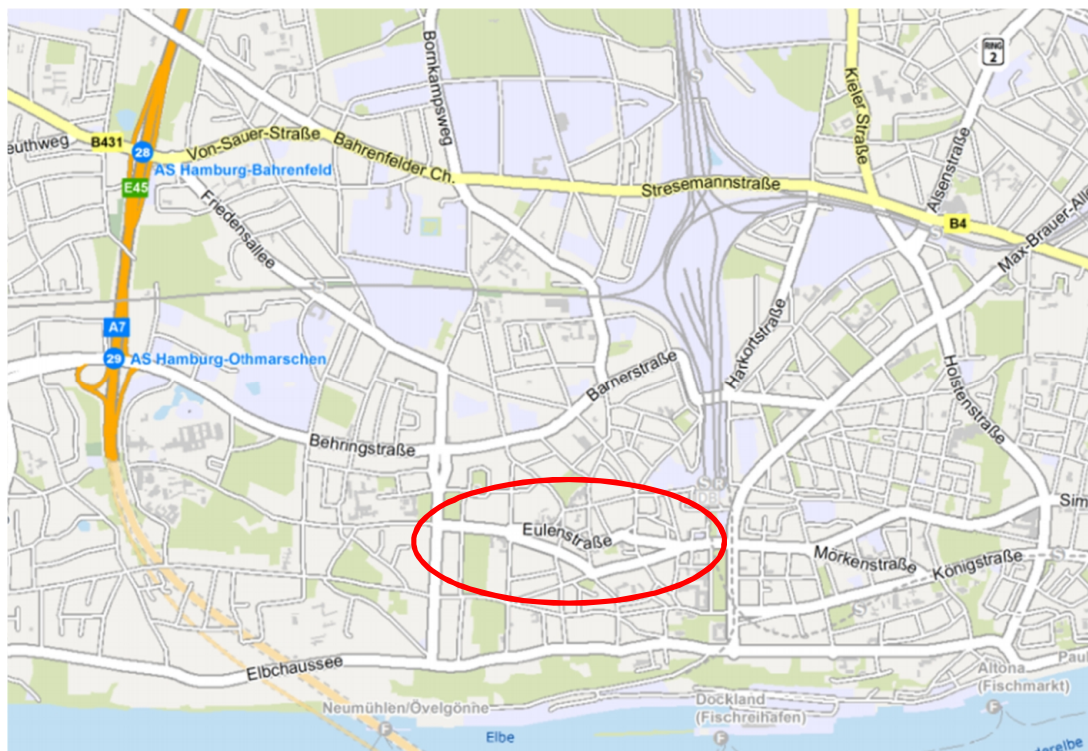 RING
2
Kieler Straße
Bornkampsweg
B431
Von-Sauer-Straße
28
AS Hamburg-Bahrenfeld
Bahrenfelder Ch.
Stresemannstraße
Alsenstraße
E45
B4
Friedensallee
Max-Brauer-Alle
A7
29
AS Hamburg-Othmarschen
Harkortstraße
Barnerstraße
Holstenstraße
Behringstraße
S R
Sim
Eulenstraße
Mörkenstraße
Königstraße
S
Elbchaussee
Altona
(Fischmarkt)
Neumühlen/Övelgönne
Dockland
(Fischreihafen)
F
F
F
Elbe